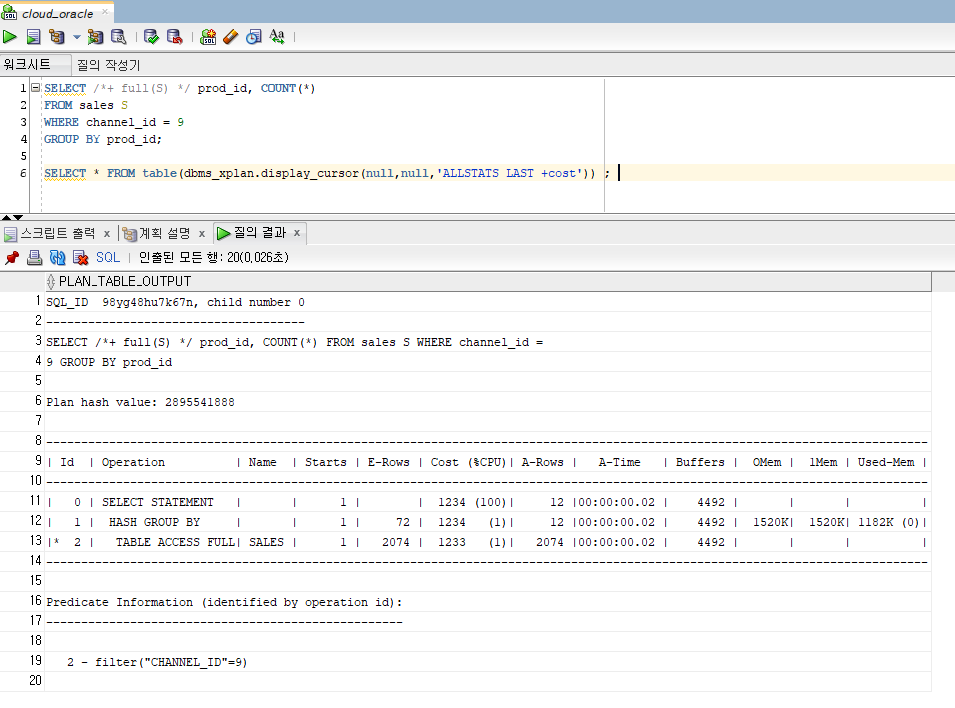 cloud_oracle
워크시트 질의 작성기
1 SELECT /*+ full(S) */ prod_id, COUNT(*)
2 FROM sales S
3 WHERE channel_id = 9
4 GROUP BY prod_id;
5
6 SELECT * FROM table(dbms_xplan.display_cursor(null,null,'ALLSTATS LAST +cost')) ;
스크립트 출력 x 계획 설명 x 질의 결과 x
SQL | 인출된 모든 행: 20(0,026초)
PLAN_TABLE_OUTPUT
1 SQL_ID  98yg48hu7k67n, child number 0
2 -------------------------------------
3 SELECT /*+ full(S) */ prod_id, COUNT(*) FROM sales S WHERE channel_id =
4 9 GROUP BY prod_id
5
6 Plan hash value: 2895541888
7
8 ------------------------------------------------------------------------------------------------------------------------------
9 | Id  | Operation          | Name  | Starts | E-Rows | Cost (%CPU)| A-Rows |   A-Time   | Buffers |  OMem |  1Mem | Used-Mem |
10 ------------------------------------------------------------------------------------------------------------------------------
11 |   0 | SELECT STATEMENT   |       |      1 |        |  1234 (100)|     12 |00:00:00.02 |    4492 |       |       |          |
12 |   1 |  HASH GROUP BY     |       |      1 |     72 |  1234   (1)|     12 |00:00:00.02 |    4492 |  1520K|  1520K| 1182K (0)|
13 |*  2 |   TABLE ACCESS FULL| SALES |      1 |   2074 |  1233   (1)|   2074 |00:00:00.02 |    4492 |       |       |          |
14 ------------------------------------------------------------------------------------------------------------------------------
15
16 Predicate Information (identified by operation id):
17 ---------------------------------------------------
18
19    2 - filter("CHANNEL_ID"=9)
20